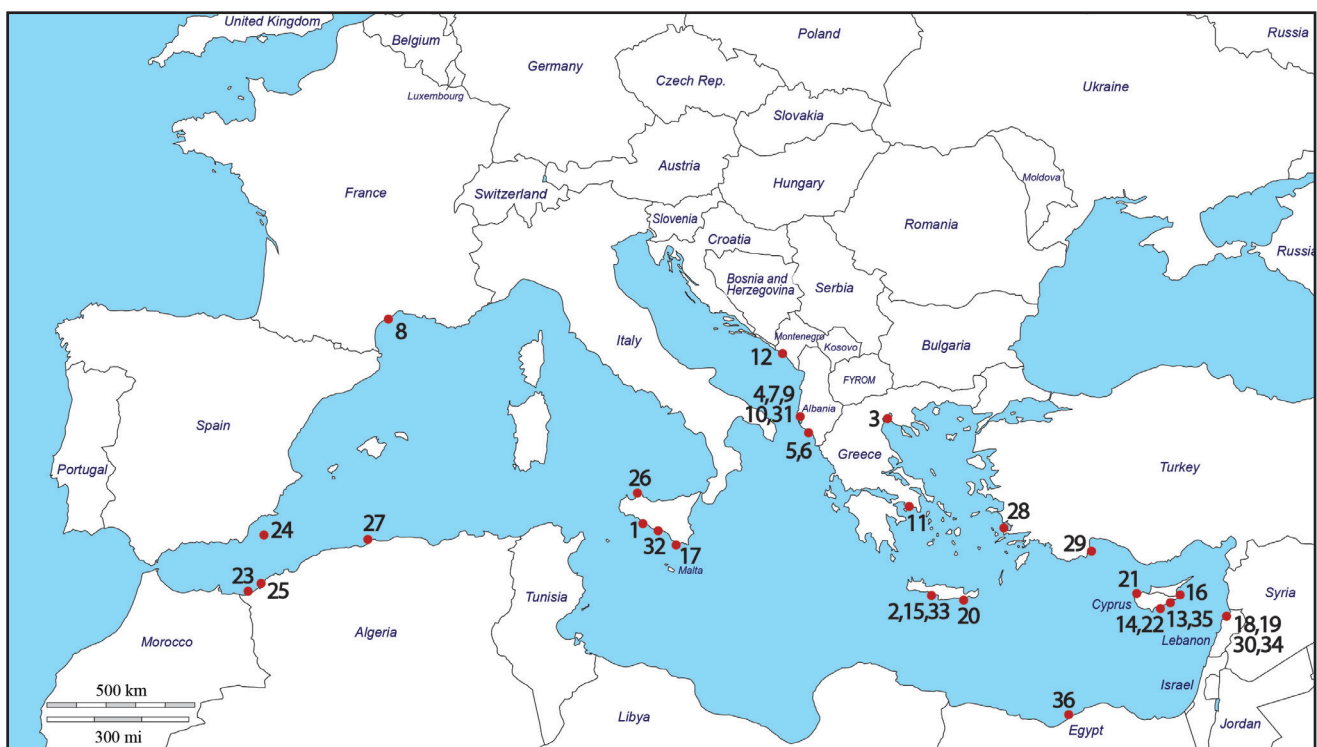 United Kingdom
Belgium
Poland
Russia
Germany
Czech Rep.
Luxembourg
Ukraine
Slovakia
Austria
France
Switzerland
Hungary
Moldova
Slovenia
Croatia
Romania
Russia
Bosnia and
Herzegovina
Serbia
8
Italy
Montenegro
Kosovo
Bulgaria
12
FYROM
4,7,9
10,31
Albania
3
5,6
Spain
Greece
Portugal
Turkey
26
1
32
17
Malta
11
28
24
27
29
23
25
Tunisia
2,15,33
20
21
16
Cyprus
14,22
13,35
Lebanon
Syria
18,19
30,34
Morocco
Algeria
Israel
500 km
300 mi
Libya
36
Egypt
Jordan